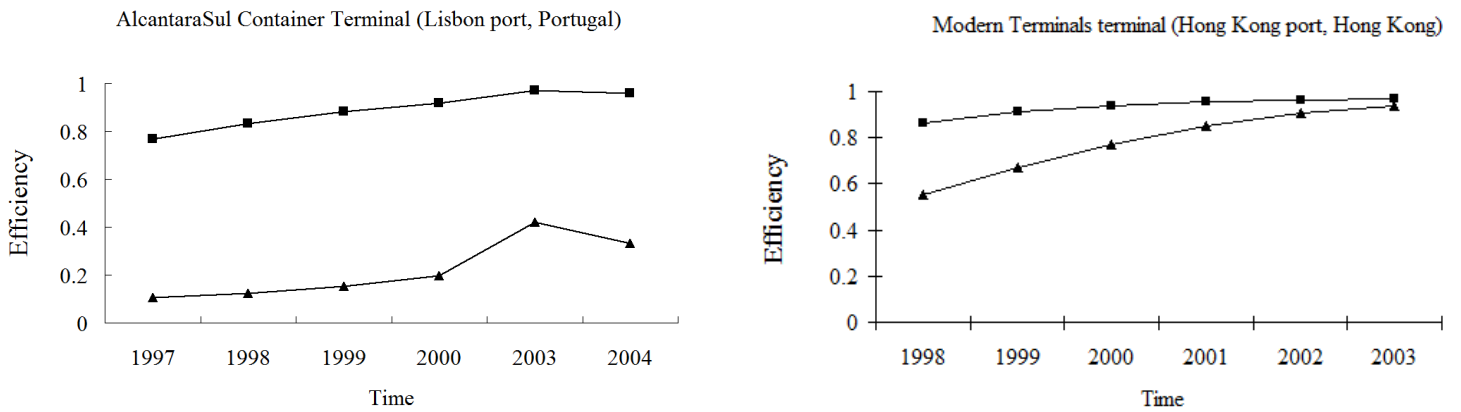 AlcantaraSul Container Terminal (Lisbon port, Portugal)
1
0.8
0.6
0.4
0.2
0
Efficiency
1997 1998 1999 2000 2003 2004
Time
Modern Terminals terminal (Hong Kong port, Hong Kong)
1
0.8
0.6
0.4
0.2
0
Efficiency
1998 1999 2000 2001 2002 2003
Time